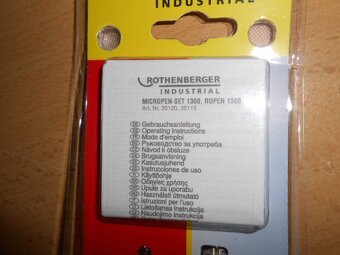 INDUSTRIAL
ROTHENBERGER
INDUSTRIAL
MICROPEN-SET 1300, ROPEN 1300
Art. Nr. 35120, 35115
Gebrauchsanleitung
Operating instructions
Mode d'emploi
Ръководство за употреба
Návod k obsluze
Brugsanvisning
Kasutusjuhend
Instrucciones de uso
Käyttöohje
Οδηγίες χρήσης
Upute za uporabu
Használati útmutató
Istruzioni per l'uso
Lietošanas instrukcija
Naudojimo instrukcija